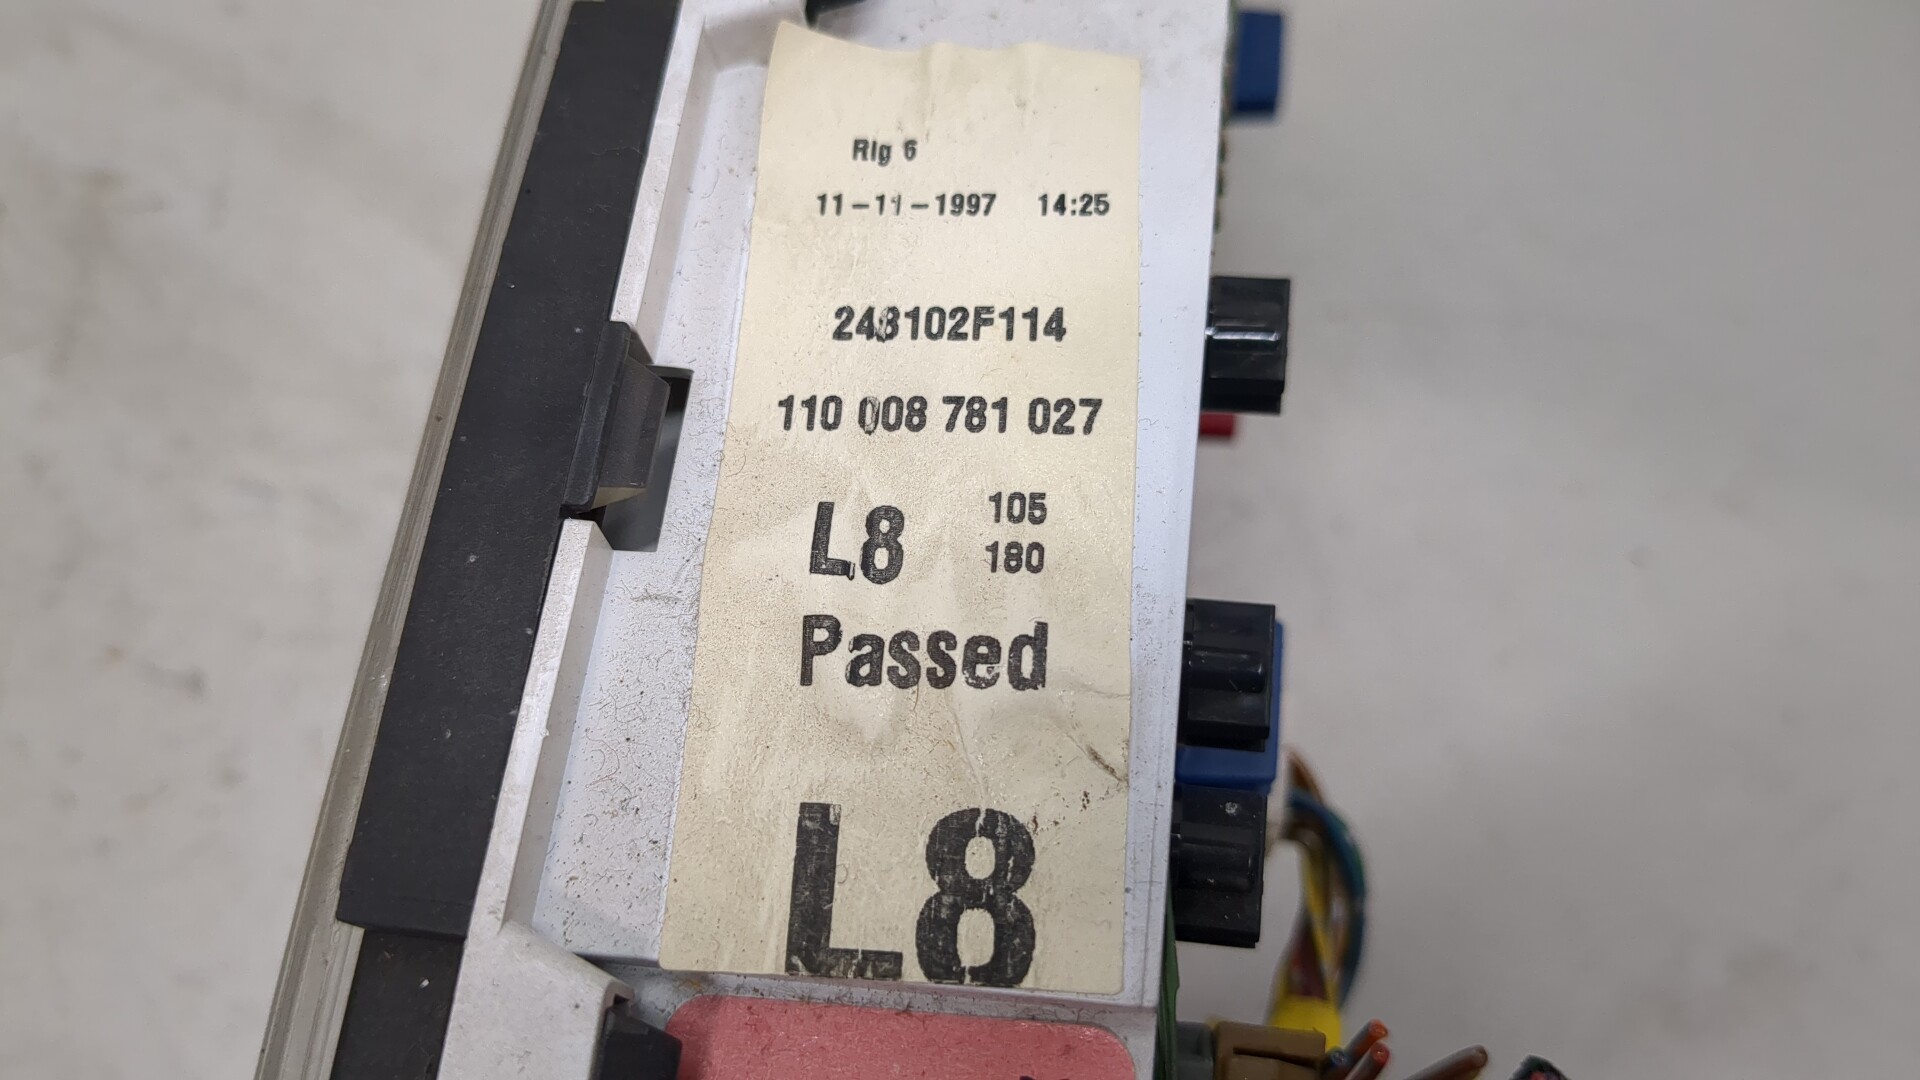 Rig 6
11-11-1997 14:25
248102F114
110 008 781 027
L8 105
180
Passed
L8